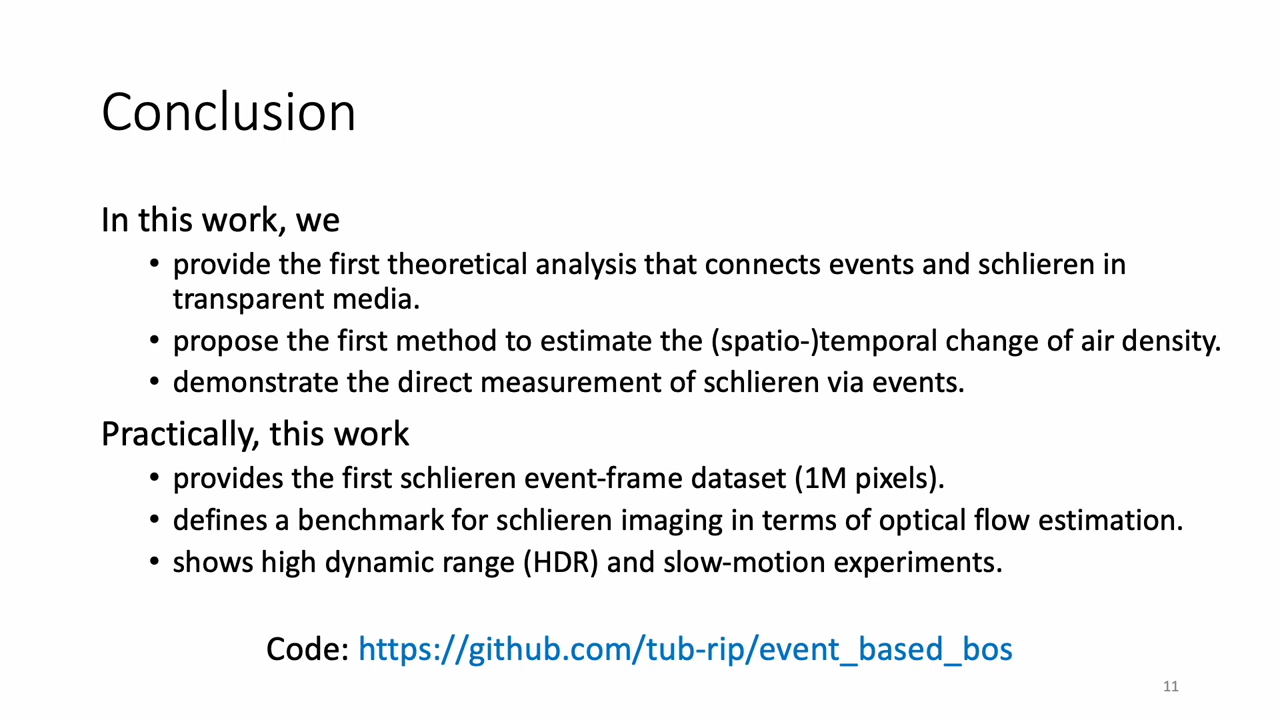 Conclusion
In this work, we
• provide the first theoretical analysis that connects events and schlieren in
transparent media.
• propose the first method to estimate the (spatio-)temporal change of air density.
• demonstrate the direct measurement of schlieren via events.
Practically, this work
• provides the first schlieren event-frame dataset (1M pixels).
• defines a benchmark for schlieren imaging in terms of optical flow estimation.
• shows high dynamic range (HDR) and slow-motion experiments.
Code: https://github.com/tub-rip/event_based_bos
11